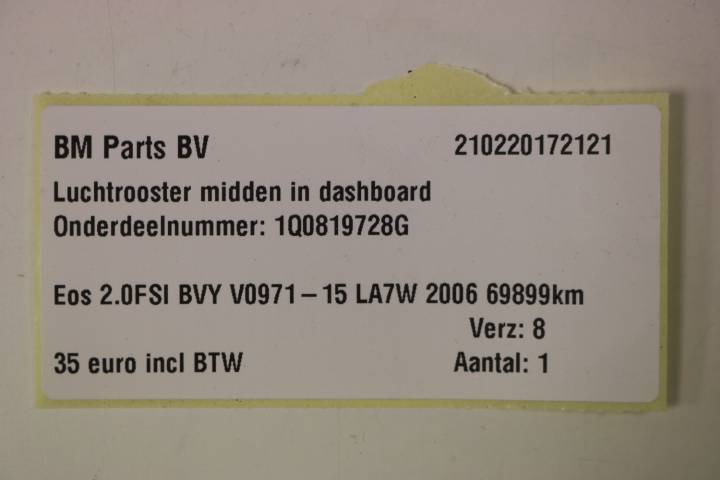 BM Parts BV 210220172121
Luchtrooster midden in dashboard
Onderdeelnummer: 1Q0819728G
Eos 2.0FSI BVY V0971-15 LA7W 2006 69899km
Verz: 8
35 euro incl BTW Aantal: 1